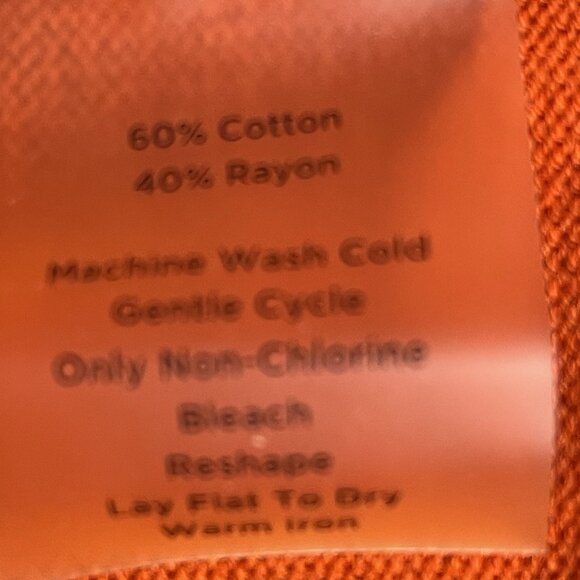 60% Cotton
40% Rayon
Machine Wash Cold
Gentle Cycle
Only Non-Chlorine
Bleach
Reshape
Lay Flat To Dry
Warm Iron